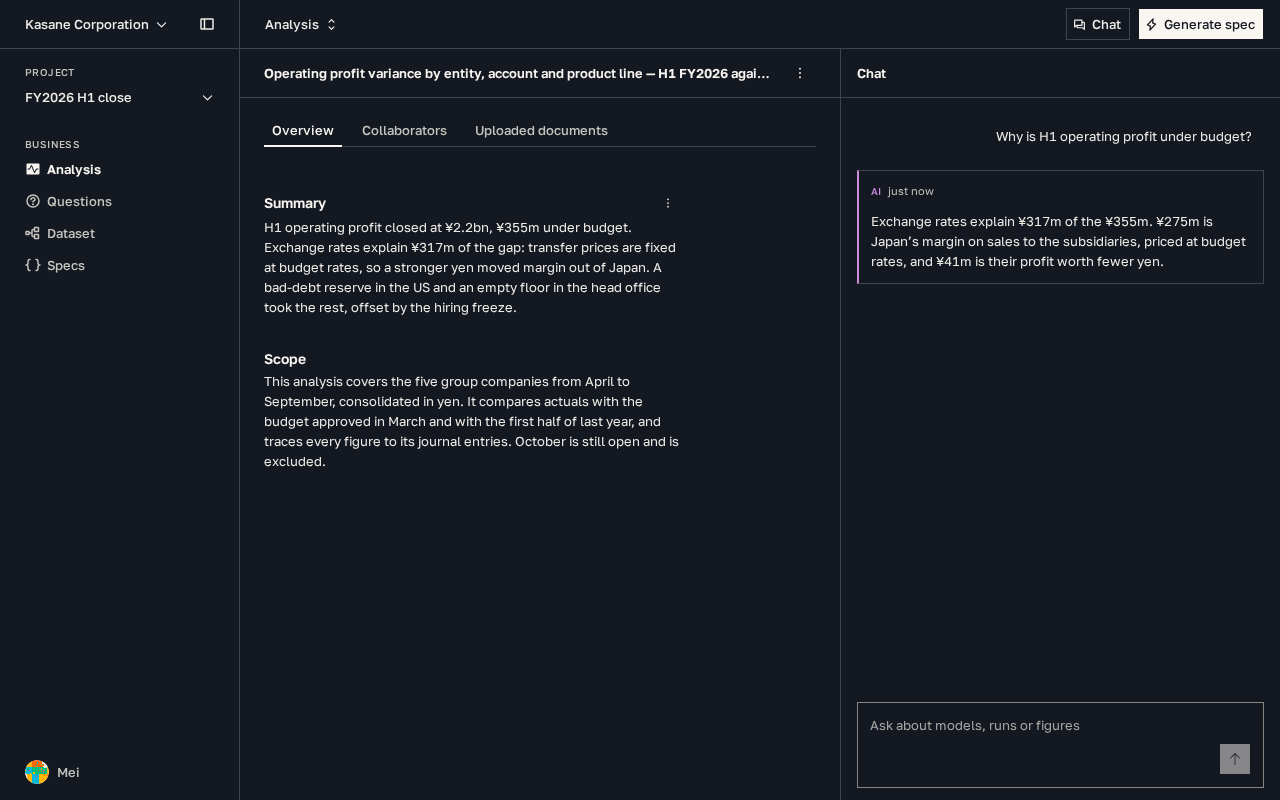 Kasane Corporation
Analysis
Chat
Generate spec
PROJECT
FY2026 H1 close
BUSINESS
Analysis
Questions
Dataset
Specs
Mei
Operating profit variance by entity, account and product line — H1 FY2026 agai…
Overview
Collaborators
Uploaded documents
Summary
H1 operating profit closed at ¥2.2bn, ¥355m under budget.
Exchange rates explain ¥317m of the gap: transfer prices are fixed
at budget rates, so a stronger yen moved margin out of Japan. A
bad-debt reserve in the US and an empty floor in the head office
took the rest, offset by the hiring freeze.
Scope
This analysis covers the five group companies from April to
September, consolidated in yen. It compares actuals with the
budget approved in March and with the first half of last year, and
traces every figure to its journal entries. October is still open and is
excluded.
Chat
Why is H1 operating profit under budget?
AI just now
Exchange rates explain ¥317m of the ¥355m. ¥275m is
Japan’s margin on sales to the subsidiaries, priced at budget
rates, and ¥41m is their profit worth fewer yen.
Ask about models, runs or figures